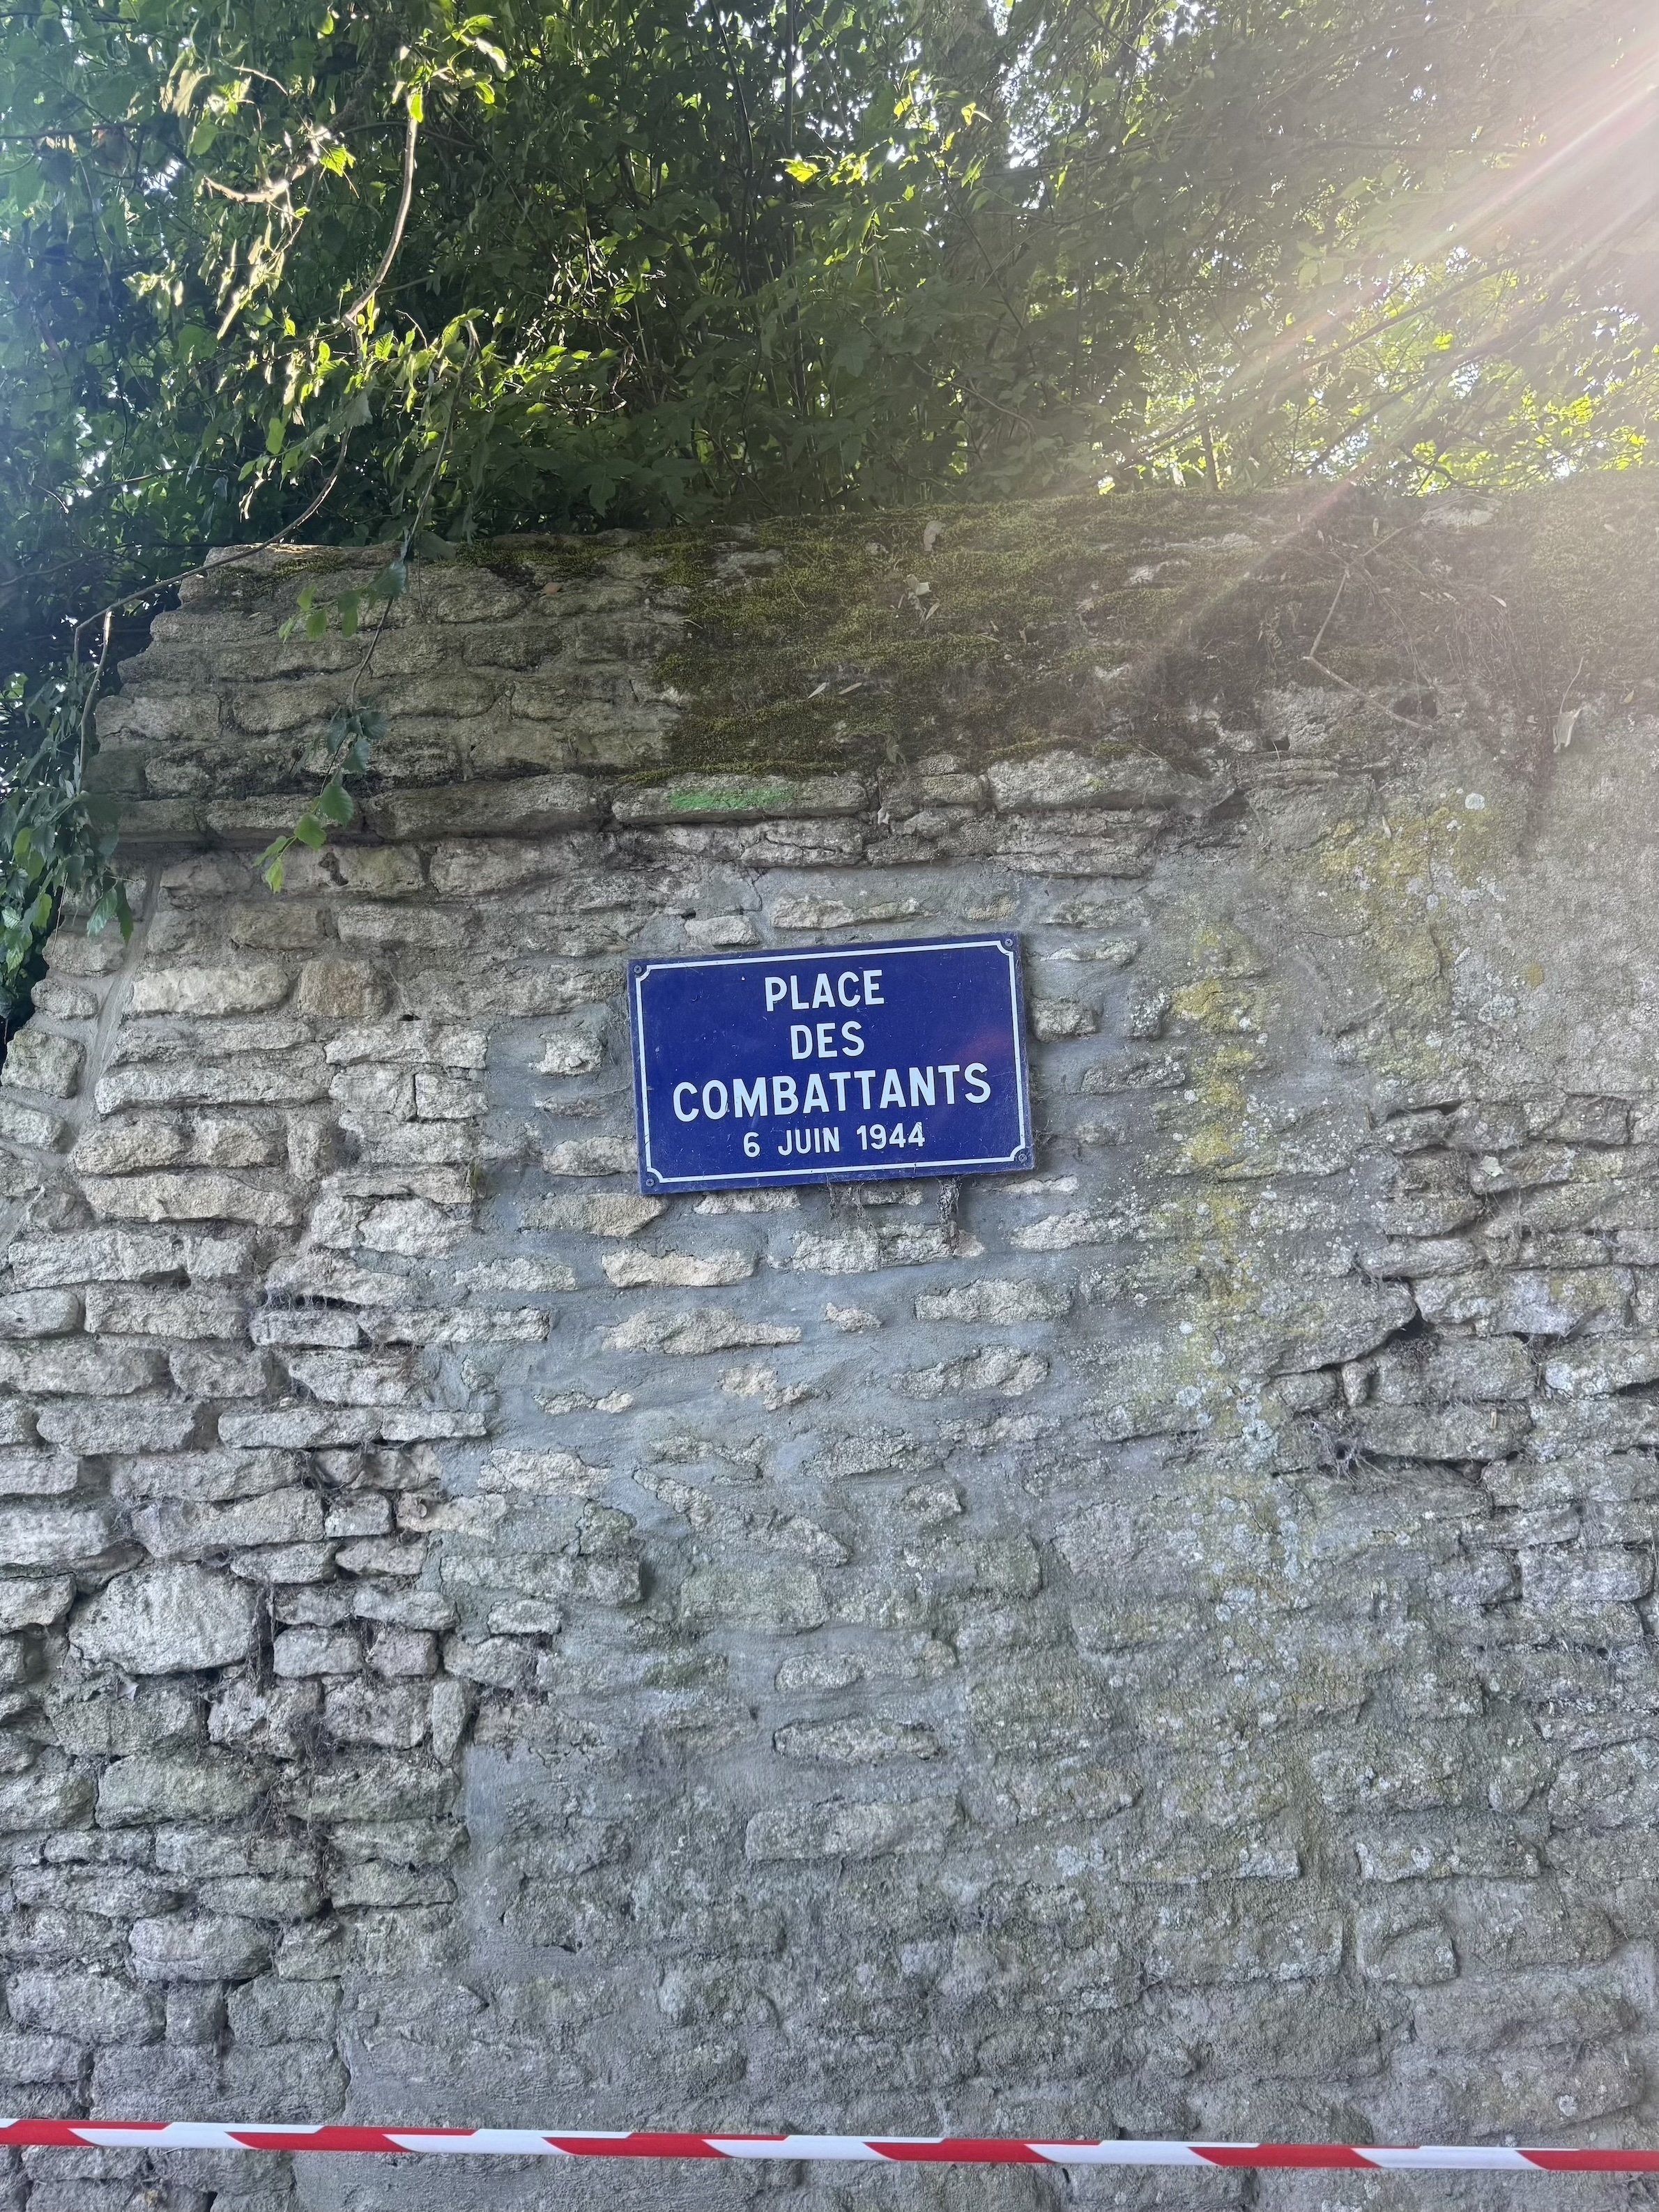 PLACE
DES
COMBATTANTS
6 JUIN 1944